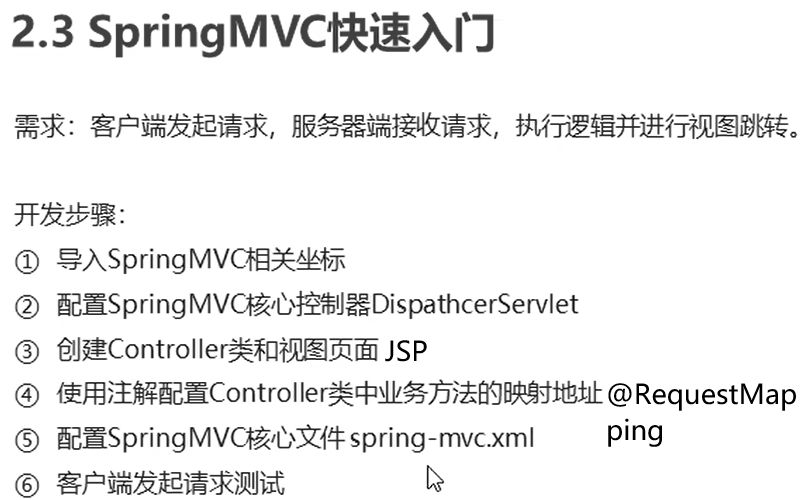 2.3 SpringMVC快速入门
需求：客户端发起请求，服务器端接收请求，执行逻辑并进行视图跳转。
开发步骤：
① 导入SpringMVC相关坐标
② 配置SpringMVC核心控制器DispathcerServlet
③ 创建Controller类和视图页面 JSP
④ 使用注解配置Controller类中业务方法的映射地址 @RequestMap
ping
⑤ 配置SpringMVC核心文件 spring-mvc.xml
⑥ 客户端发起请求测试